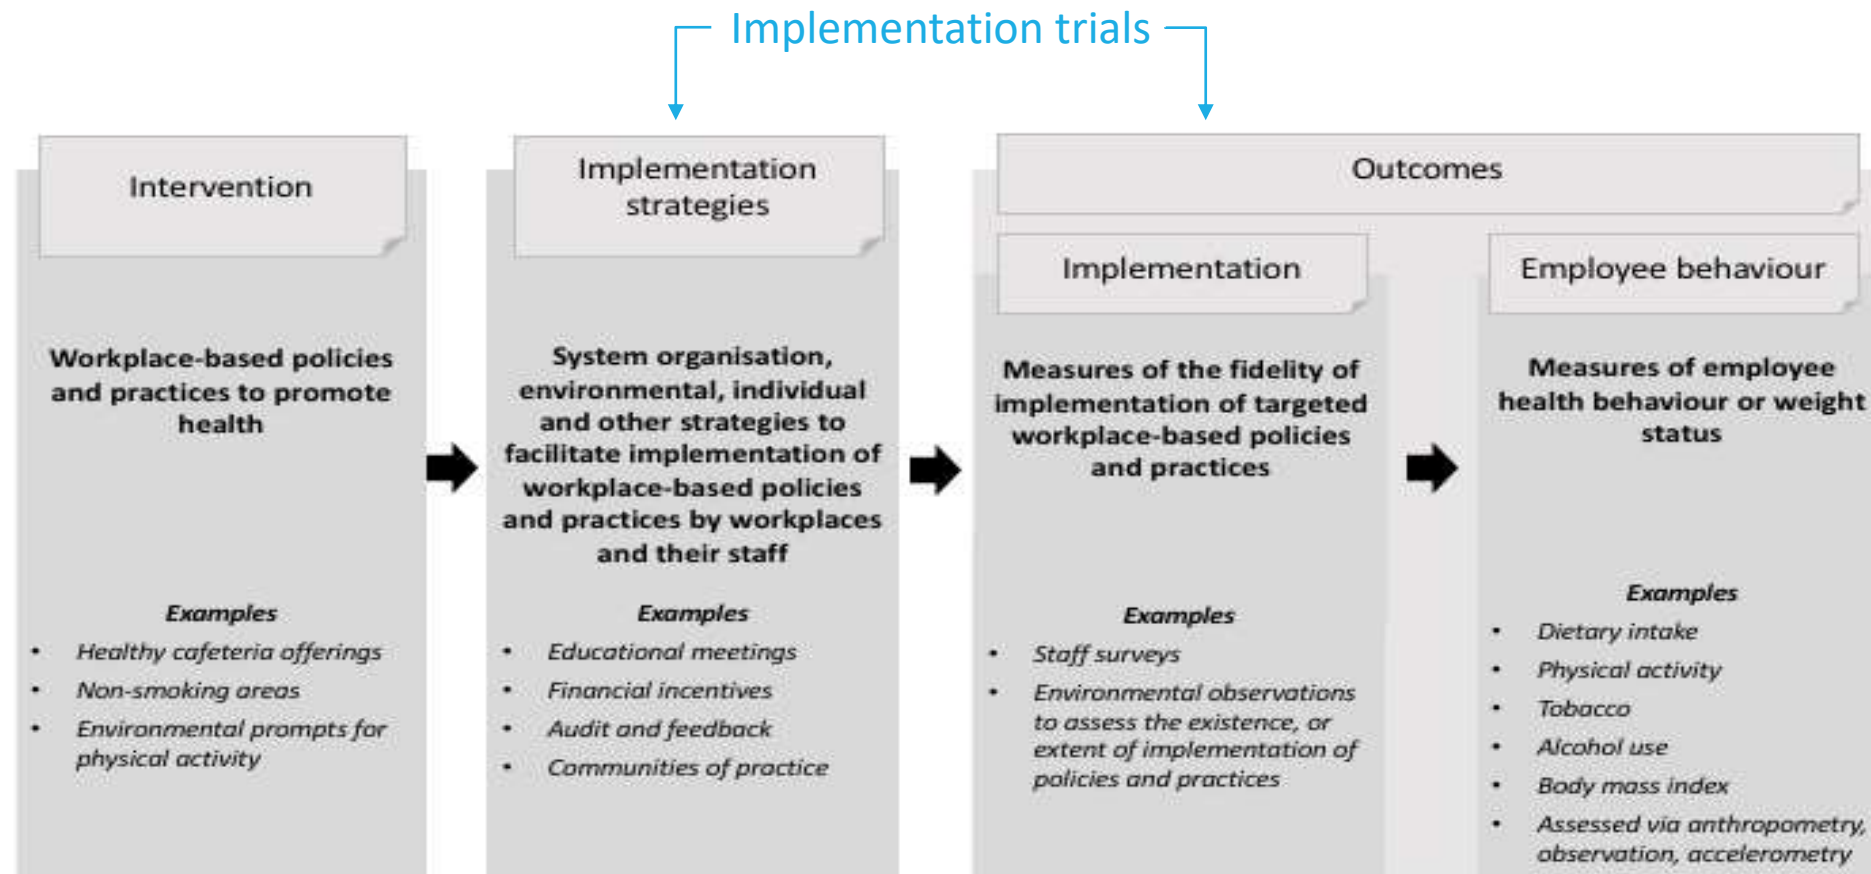 Implementation trials
Intervention
Workplace-based policies
and practices to promote
health
Examples
• Healthy cafeteria offerings
• Non-smoking areas
• Environmental prompts for
physical activity
Implementation
strategies
System organisation,
environmental, individual
and other strategies to
facilitate implementation of
workplace-based policies
and practices by workplaces
and their staff
Examples
• Educational meetings
• Financial incentives
• Audit and feedback
• Communities of practice
Outcomes
Implementation
Measures of the fidelity of
implementation of targeted
workplace-based policies
and practices
Examples
• Staff surveys
• Environmental observations
to assess the existence, or
extent of implementation of
policies and practices
Employee behaviour
Measures of employee
health behaviour or weight
status
Examples
• Dietary intake
• Physical activity
• Tobacco
• Alcohol use
• Body mass index
• Assessed via anthropometry,
observation, accelerometry